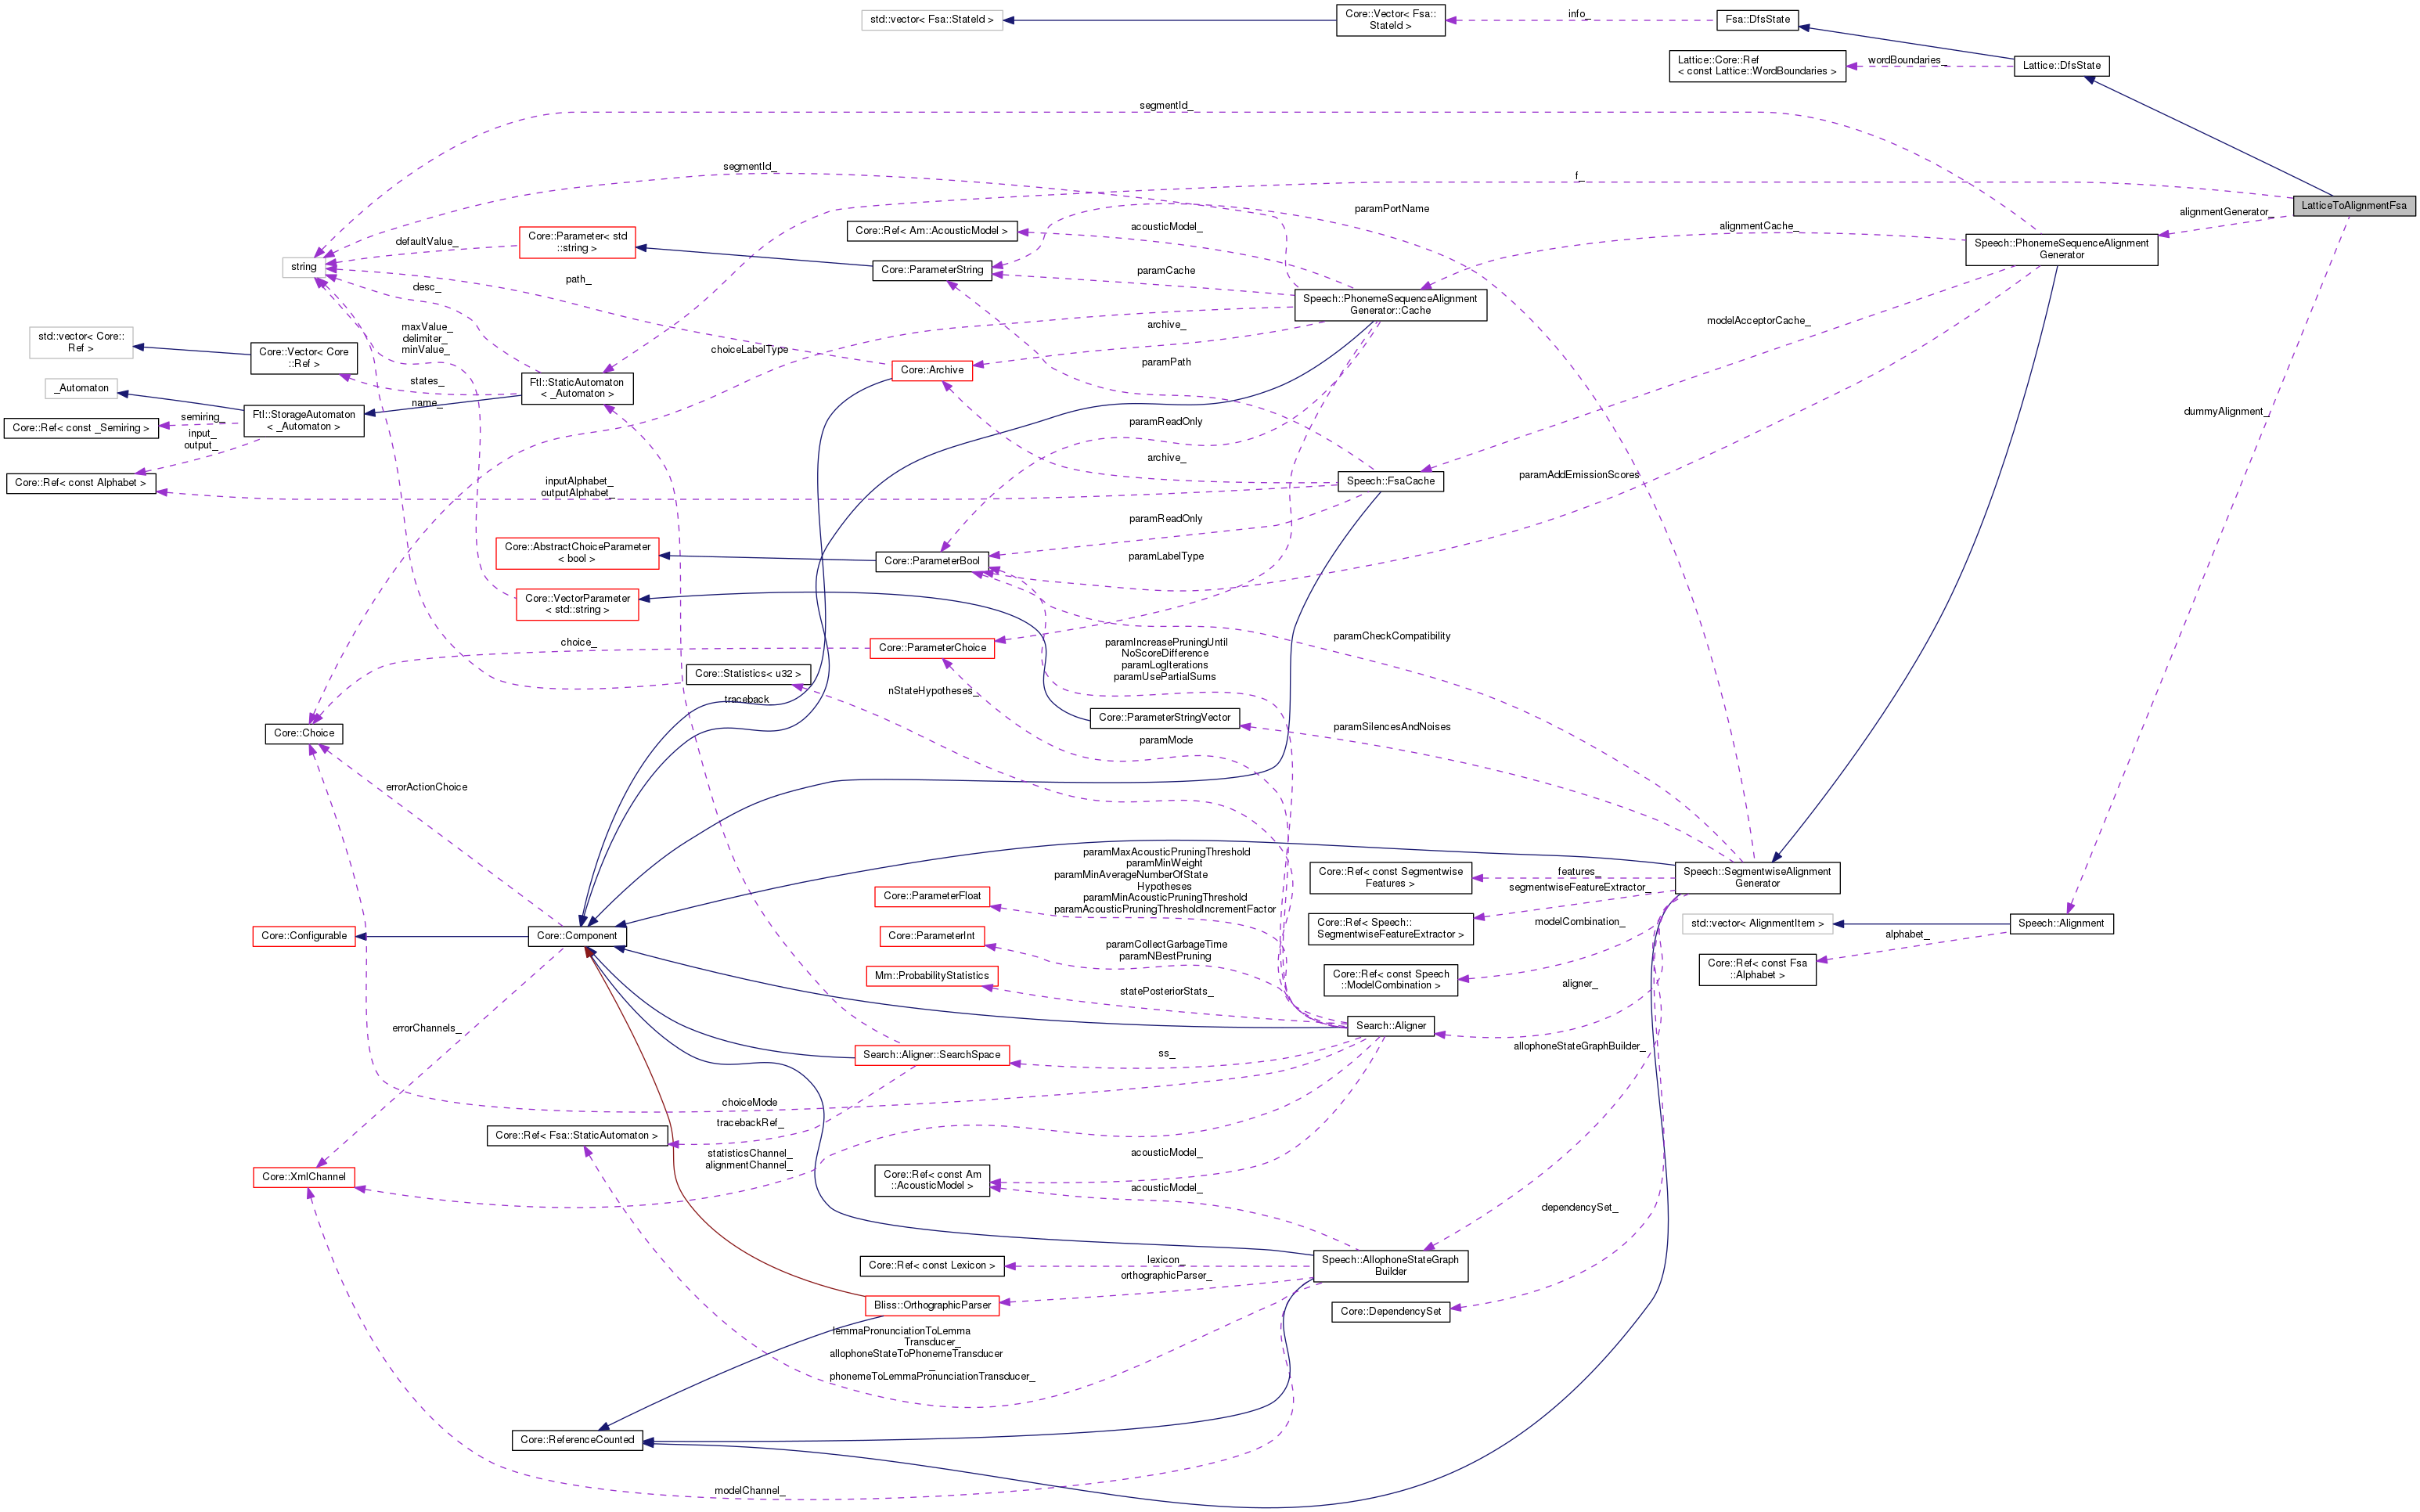 std::vector< Fsa::StateId >
Core::Vector< Fsa::
StateId >
info_
Fsa::DfsState
Lattice::Core::Ref
< const Lattice::WordBoundaries >
wordBoundaries_
Lattice::DfsState
segmentId_
segmentId_
f_
paramPortName
alignmentGenerator_
LatticeToAlignmentFsa
Core::Parameter< std
::string >
defaultValue_
Core::Ref< Am::AcousticModel >
acousticModel_
alignmentCache_
Speech::PhonemeSequenceAlignment
Generator
string
Core::ParameterString
paramCache
path_
desc_
Speech::PhonemeSequenceAlignment
Generator::Cache
modelAcceptorCache_
archive_
maxValue_
delimiter_
minValue_
std::vector< Core::
Ref >
Core::Vector< Core
::Ref >
choiceLabelType
paramPath
Core::Archive
states_
Ftl::StaticAutomaton
< _Automaton >
_Automaton
name_
Ftl::StorageAutomaton
< _Automaton >
semiring_
Core::Ref< const _Semiring >
input_
output_
dummyAlignment_
paramReadOnly
archive_
Core::Ref< const Alphabet >
inputAlphabet_
outputAlphabet_
Speech::FsaCache
paramAddEmissionScores
paramReadOnly
Core::AbstractChoiceParameter
< bool >
Core::ParameterBool
paramLabelType
Core::VectorParameter
< std::string >
choice_
Core::ParameterChoice
paramIncreasePruningUntil
NoScoreDifference
paramLogIterations
paramUsePartialSums
paramCheckCompatibility
Core::Statistics< u32 >
nStateHypotheses_
traceback_
Core::ParameterStringVector
paramSilencesAndNoises
Core::Choice
paramMode
errorActionChoice
paramMaxAcousticPruningThreshold
paramMinWeight
paramMinAverageNumberOfState
Hypotheses
paramMinAcousticPruningThreshold
paramAcousticPruningThresholdIncrementFactor
Core::ParameterFloat
Core::Ref< const Segmentwise
Features >
features_
Speech::SegmentwiseAlignment
Generator
segmentwiseFeatureExtractor_
Core::Ref< Speech::
SegmentwiseFeatureExtractor >
modelCombination_
std::vector< AlignmentItem >
Speech::Alignment
alphabet_
Core::Configurable
Core::Component
Core::ParameterInt
paramCollectGarbageTime
paramNBestPruning
Core::Ref< const Fsa
::Alphabet >
Mm::ProbabilityStatistics
Core::Ref< const Speech
::ModelCombination >
aligner_
statePosteriorStats_
errorChannels_
Search::Aligner
Search::Aligner::SearchSpace
ss_
allophoneStateGraphBuilder_
choiceMode
tracebackRef_
Core::Ref< Fsa::StaticAutomaton >
statisticsChannel_
alignmentChannel_
acousticModel_
Core::XmlChannel
Core::Ref< const Am
::AcousticModel >
acousticModel_
dependencySet_
Core::Ref< const Lexicon >
lexicon_
orthographicParser_
Speech::AllophoneStateGraph
Builder
Bliss::OrthographicParser
Core::DependencySet
lemmaPronunciationToLemma
Transducer_
allophoneStateToPhonemeTransducer
_
phonemeToLemmaPronunciationTransducer_
Core::ReferenceCounted
modelChannel_